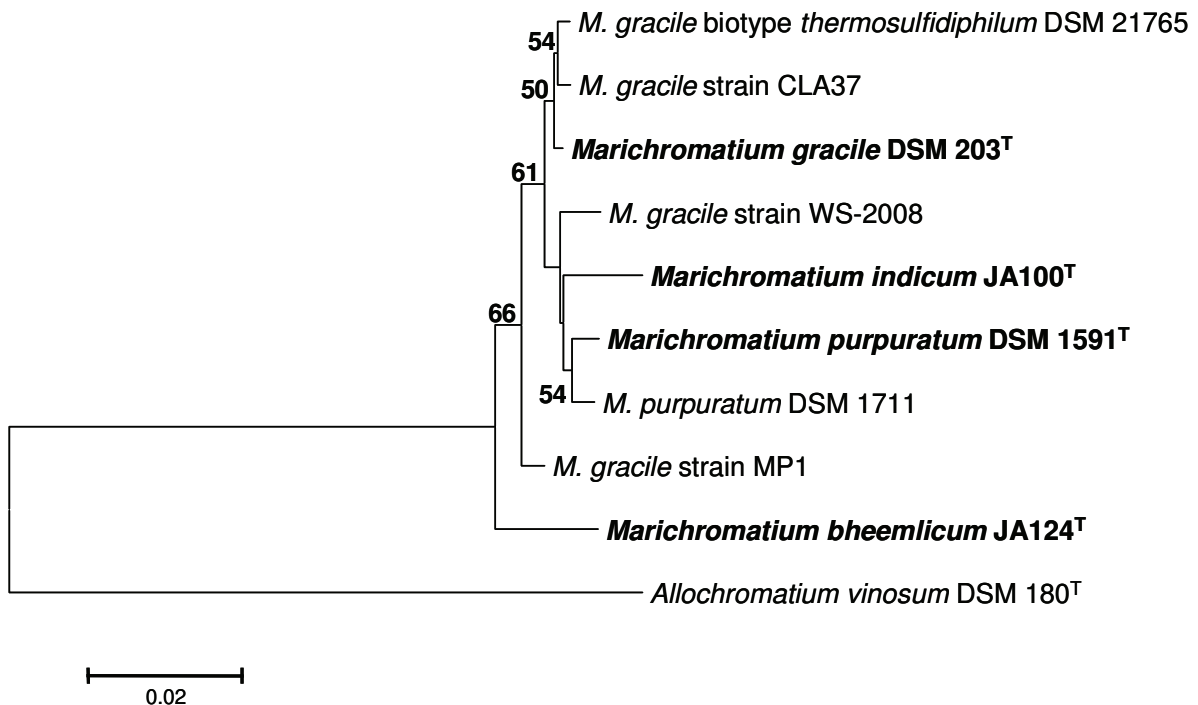 M. gracile biotype thermosulfidiphilum DSM 21765
54
M. gracile strain CLA37
50
Marichromatium gracile DSM 203ᵀ
61
M. gracile strain WS-2008
Marichromatium indicum JA100ᵀ
66
Marichromatium purpuratum DSM 1591ᵀ
54
M. purpuratum DSM 1711
M. gracile strain MP1
Marichromatium bheemlicum JA124ᵀ
Allochromatium vinosum DSM 180ᵀ
0.02